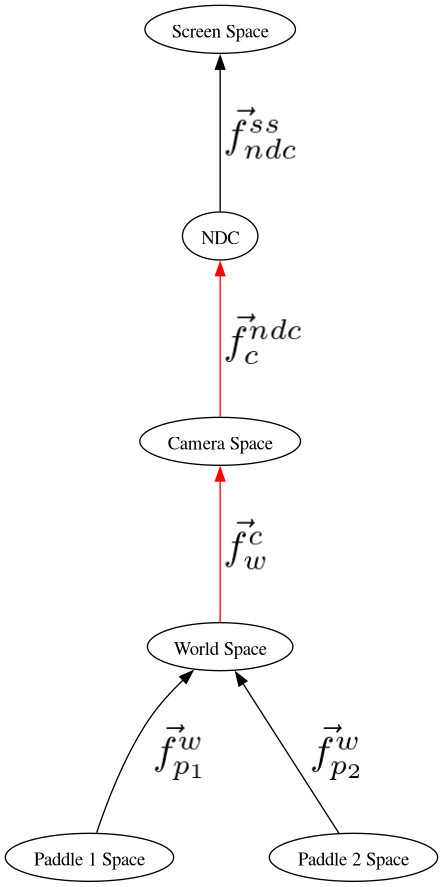 Screen Space
$\vec{f}_{ndc}^{ss}$
NDC
$\vec{f}_{c}^{ndc}$
Camera Space
$\vec{f}_{w}^{c}$
World Space
$\vec{f}_{p_1}^{w}$ $\vec{f}_{p_2}^{w}$
Paddle 1 Space Paddle 2 Space